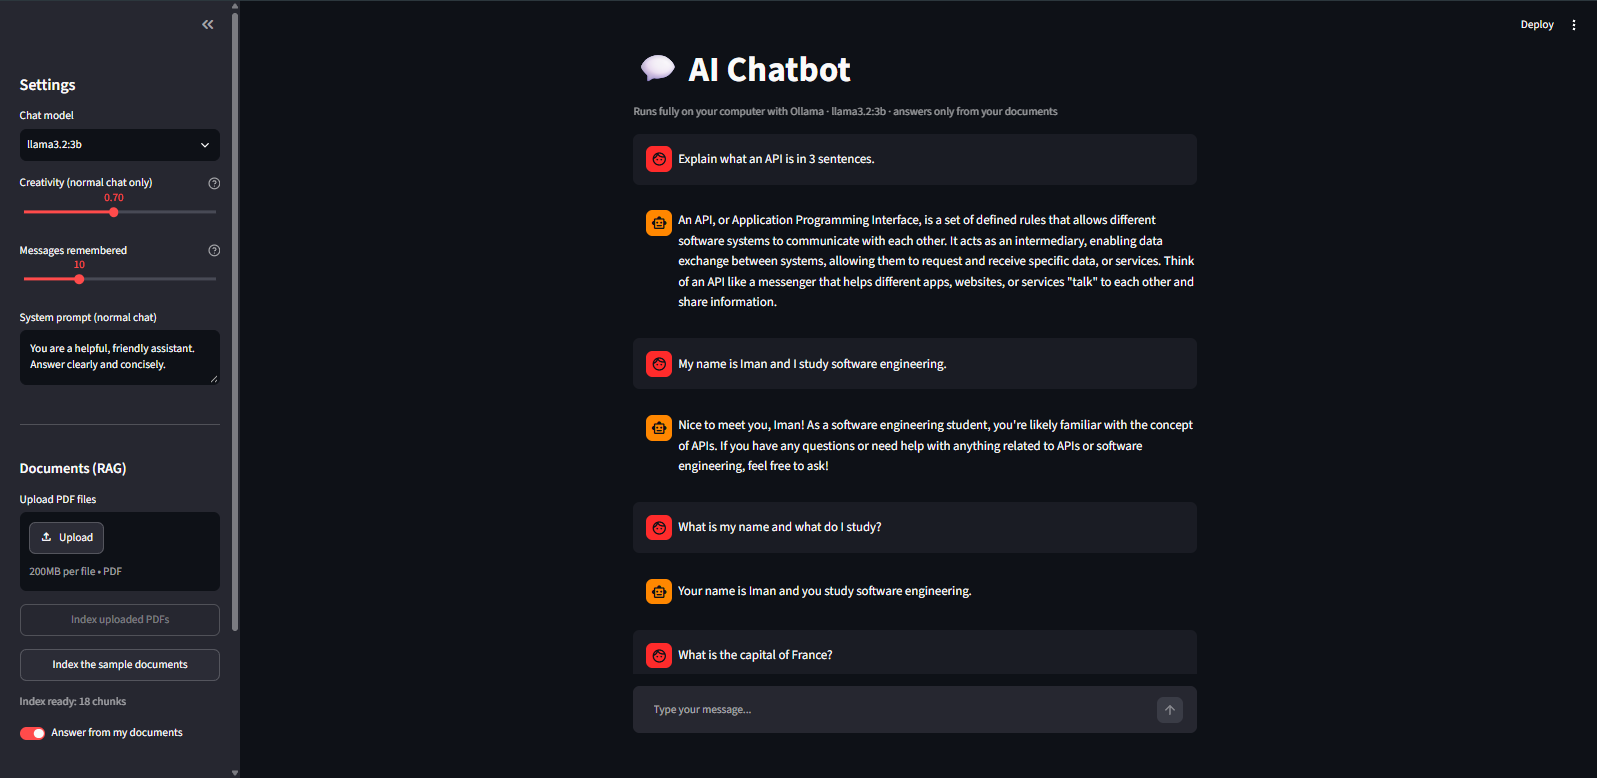 Deploy
Settings
Chat model
llama3.2:3b
Creativity (normal chat only)
0.70
Messages remembered
10
System prompt (normal chat)
You are a helpful, friendly assistant.
Answer clearly and concisely.
Documents (RAG)
Upload PDF files
Upload
200MB per file • PDF
Index uploaded PDFs
Index the sample documents
Index ready: 18 chunks
Answer from my documents
AI Chatbot
Runs fully on your computer with Ollama · llama3.2:3b · answers only from your documents
Explain what an API is in 3 sentences.
An API, or Application Programming Interface, is a set of defined rules that allows different
software systems to communicate with each other. It acts as an intermediary, enabling data
exchange between systems, allowing them to request and receive specific data, or services. Think
of an API like a messenger that helps different apps, websites, or services "talk" to each other and
share information.
My name is Iman and I study software engineering.
Nice to meet you, Iman! As a software engineering student, you're likely familiar with the concept
of APIs. If you have any questions or need help with anything related to APIs or software
engineering, feel free to ask!
What is my name and what do I study?
Your name is Iman and you study software engineering.
What is the capital of France?
Type your message...